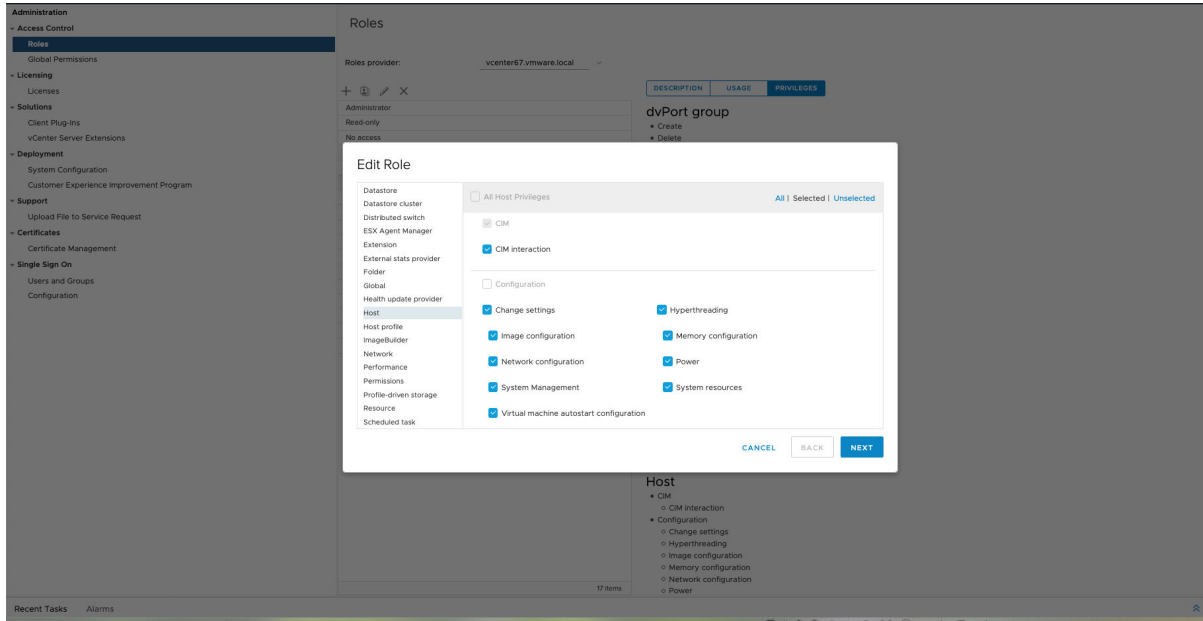 Administration
Access Control
Roles
Global Permissions
Licensing
Licenses
Solutions
Client Plug-Ins
vCenter Server Extensions
Deployment
System Configuration
Customer Experience Improvement Program
Support
Upload File to Service Request
Certificates
Certificate Management
Single Sign On
Users and Groups
Configuration
Roles
Roles provider: vcenter67.vmware.local
Administrator
Read-only
No access
17 items
DESCRIPTION USAGE PRIVILEGES
dvPort group
• Create
• Delete
Edit Role
Datastore
Datastore cluster
Distributed switch
ESX Agent Manager
Extension
External stats provider
Folder
Global
Health update provider
Host
Host profile
ImageBuilder
Network
Performance
Permissions
Profile-driven storage
Resource
Scheduled task
All Host Privileges All | Selected | Unselected
CIM
CIM interaction
Configuration
Change settings Hyperthreading
Image configuration Memory configuration
Network configuration Power
System Management System resources
Virtual machine autostart configuration
CANCEL BACK NEXT
Host
• CIM
CIM interaction
• Configuration
Change settings
Hyperthreading
Image configuration
Memory configuration
Network configuration
Power
Recent Tasks Alarms